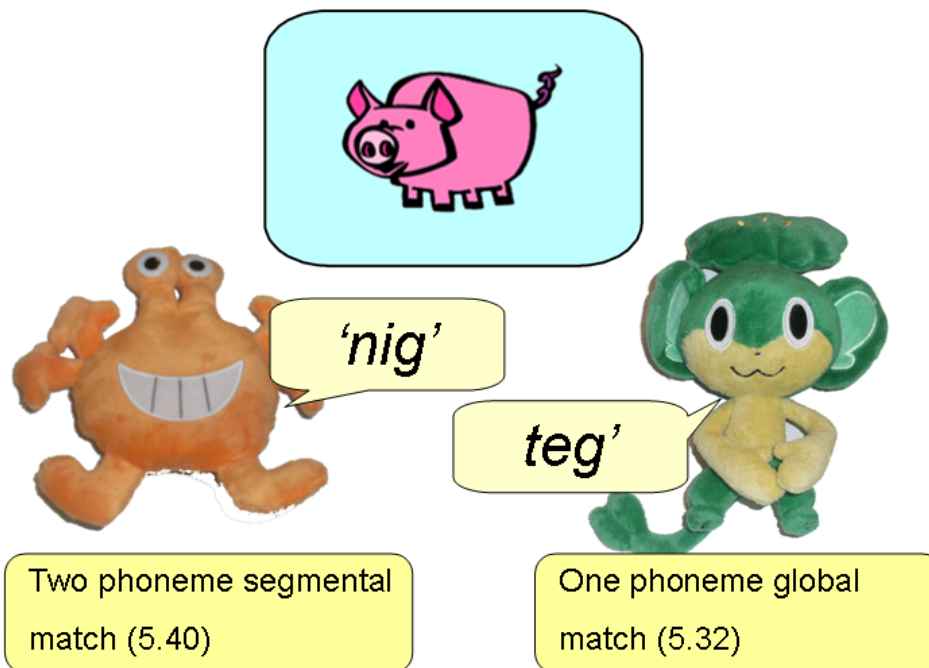 ‘nig’
teg’
Two phoneme segmental
match (5.40)
One phoneme global
match (5.32)